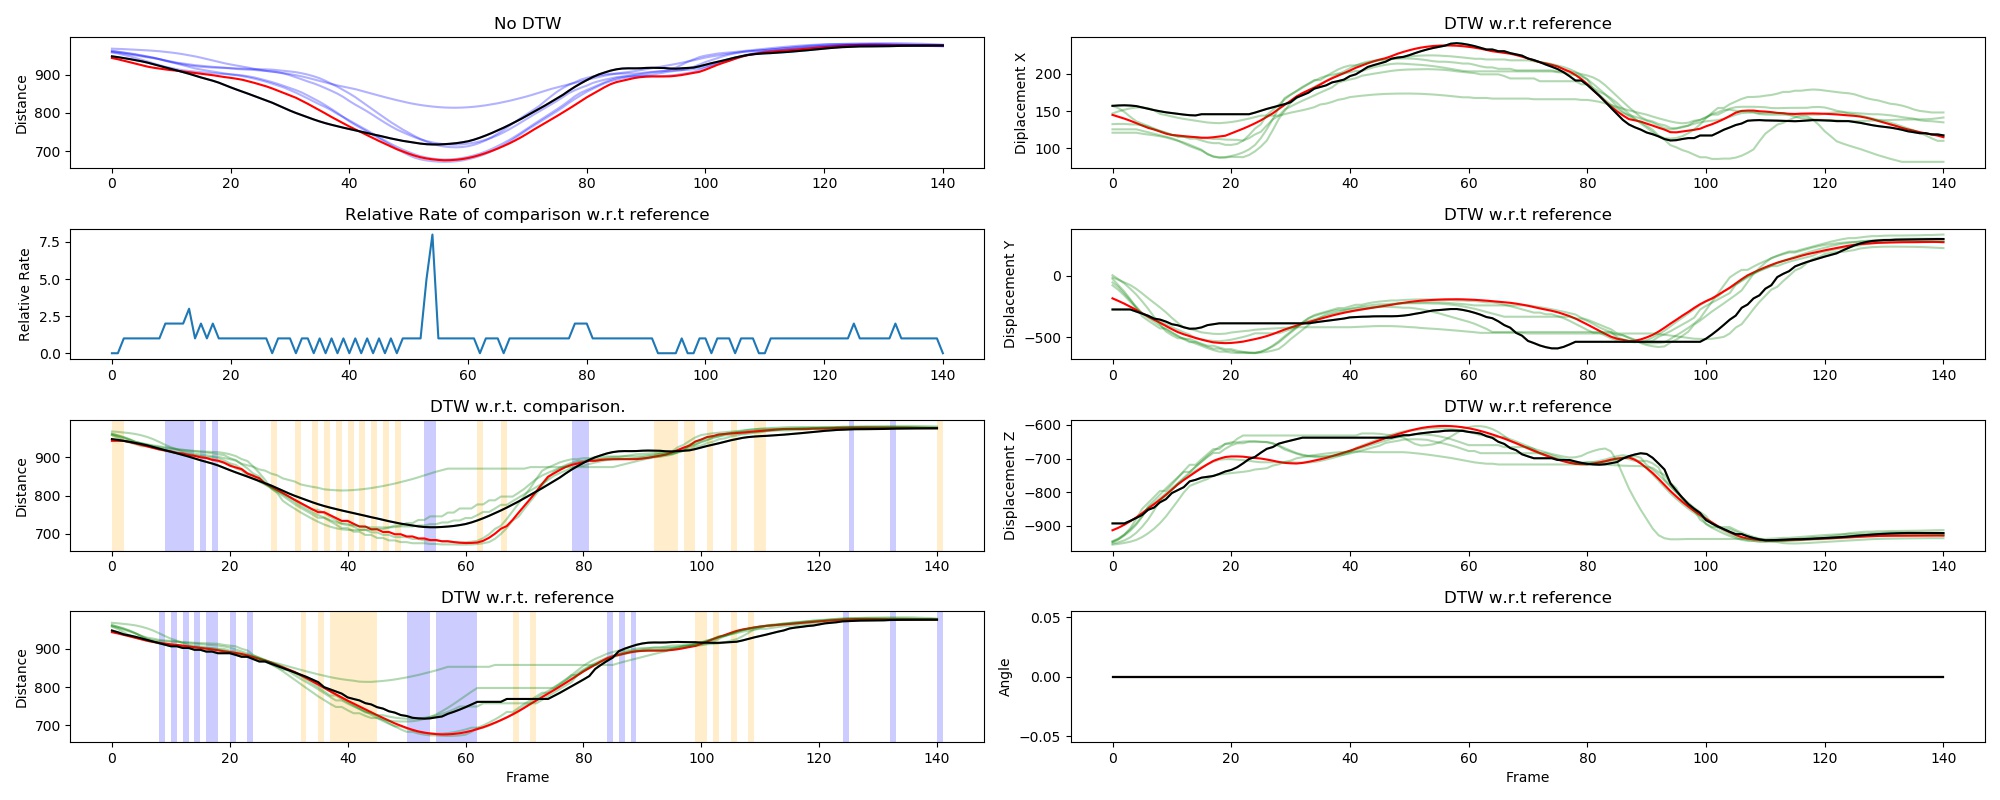 No DTW
Distance
900
800
700
0 20 40 60 80 100 120 140
Relative Rate of comparison w.r.t reference
Relative Rate
7.5
5.0
2.5
0.0
0 20 40 60 80 100 120 140
DTW w.r.t. comparison.
Distance
900
800
700
0 20 40 60 80 100 120 140
DTW w.r.t. reference
Distance
900
800
700
0 20 40 60 80 100 120 140
Frame
DTW w.r.t reference
Diplacement X
200
150
100
0 20 40 60 80 100 120 140
DTW w.r.t reference
Displacement Y
0
−500
0 20 40 60 80 100 120 140
DTW w.r.t reference
Displacement Z
−600
−700
−800
−900
0 20 40 60 80 100 120 140
DTW w.r.t reference
Angle
0.05
0.00
−0.05
0 20 40 60 80 100 120 140
Frame